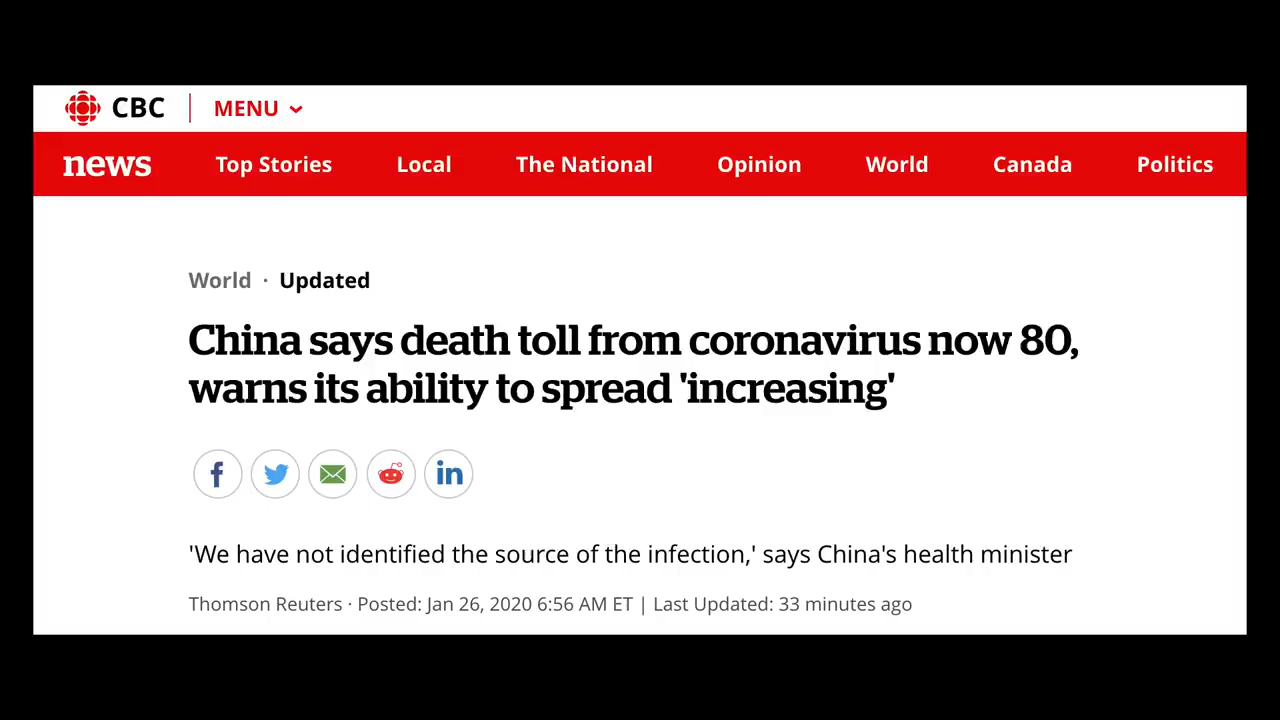 CBC MENU
news Top Stories Local The National Opinion World Canada Politics
World · Updated
China says death toll from coronavirus now 80,
warns its ability to spread 'increasing'
'We have not identified the source of the infection,' says China's health minister
Thomson Reuters · Posted: Jan 26, 2020 6:56 AM ET | Last Updated: 33 minutes ago